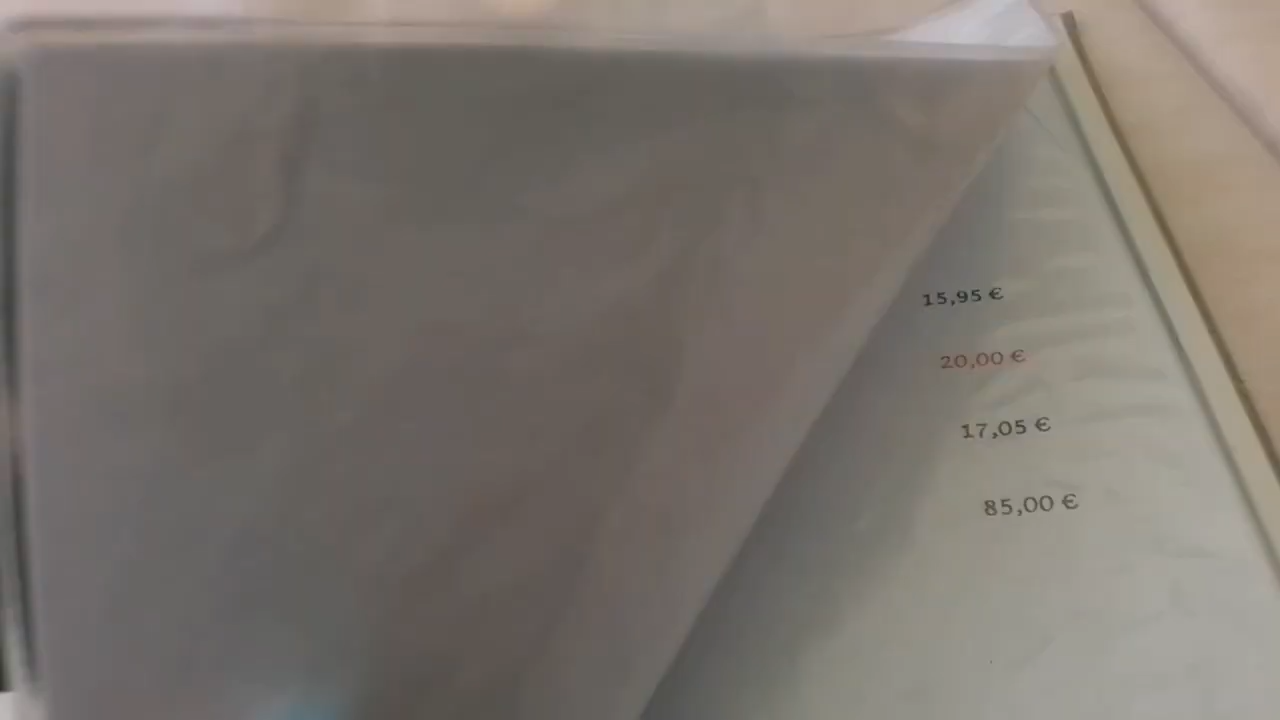 15,95 €
20,00 €
17,05 €
85,00 €